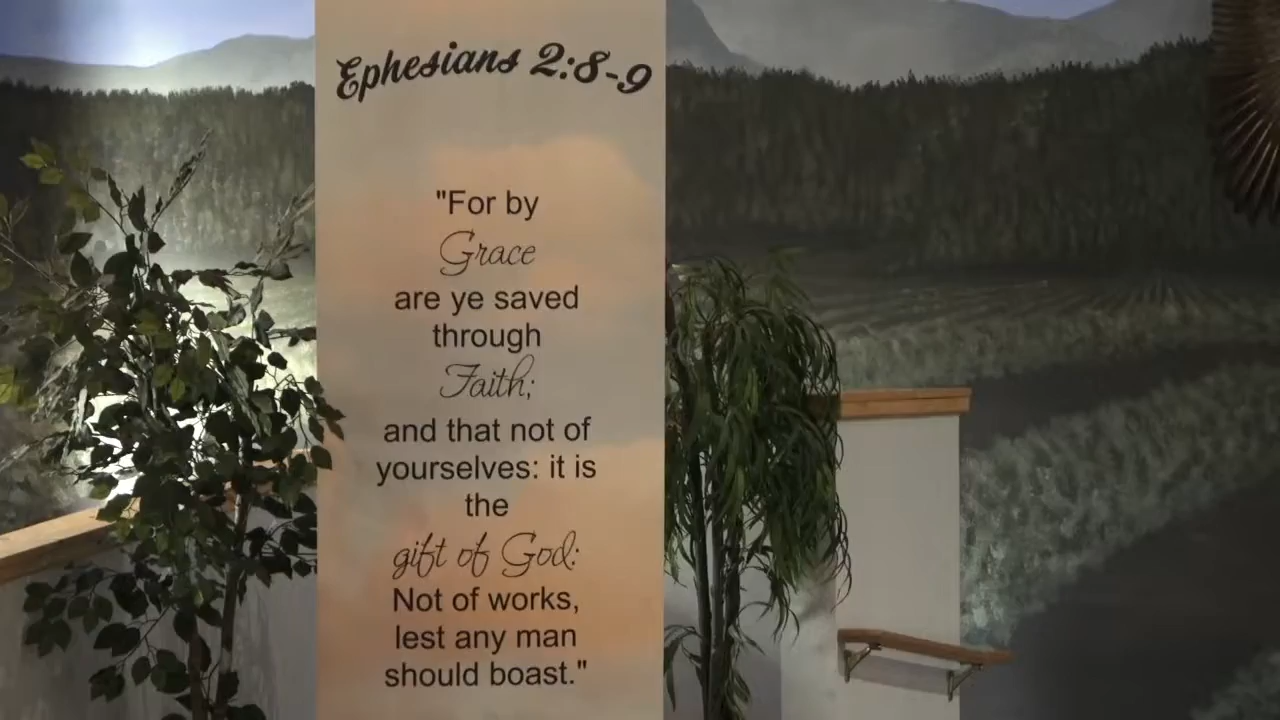 Ephesians 2:8-9
"For by
Grace
are ye saved
through
Faith;
and that not of
yourselves: it is
the
gift of God:
Not of works,
lest any man
should boast."